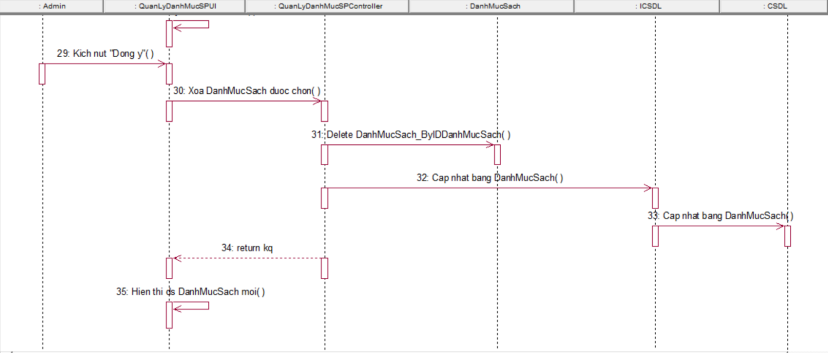 : Admin : QuanLyDanhMucSPUI : QuanLyDanhMucSPController : DanhMucSach : ICSDL : CSDL
29: Kich nut "Dong y"( )
30: Xoa DanhMucSach duoc chon( )
31: Delete DanhMucSach_ByIDDanhMucSach( )
32: Cap nhat bang DanhMucSach( )
33: Cap nhat bang DanhMucSach( )
34: return kq
35: Hien thi ds DanhMucSach moi( )